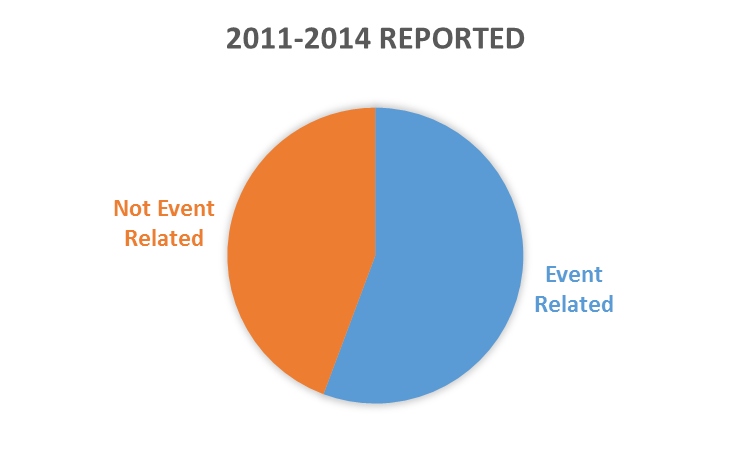 2011-2014 REPORTED
Not Event
Related
Event
Related